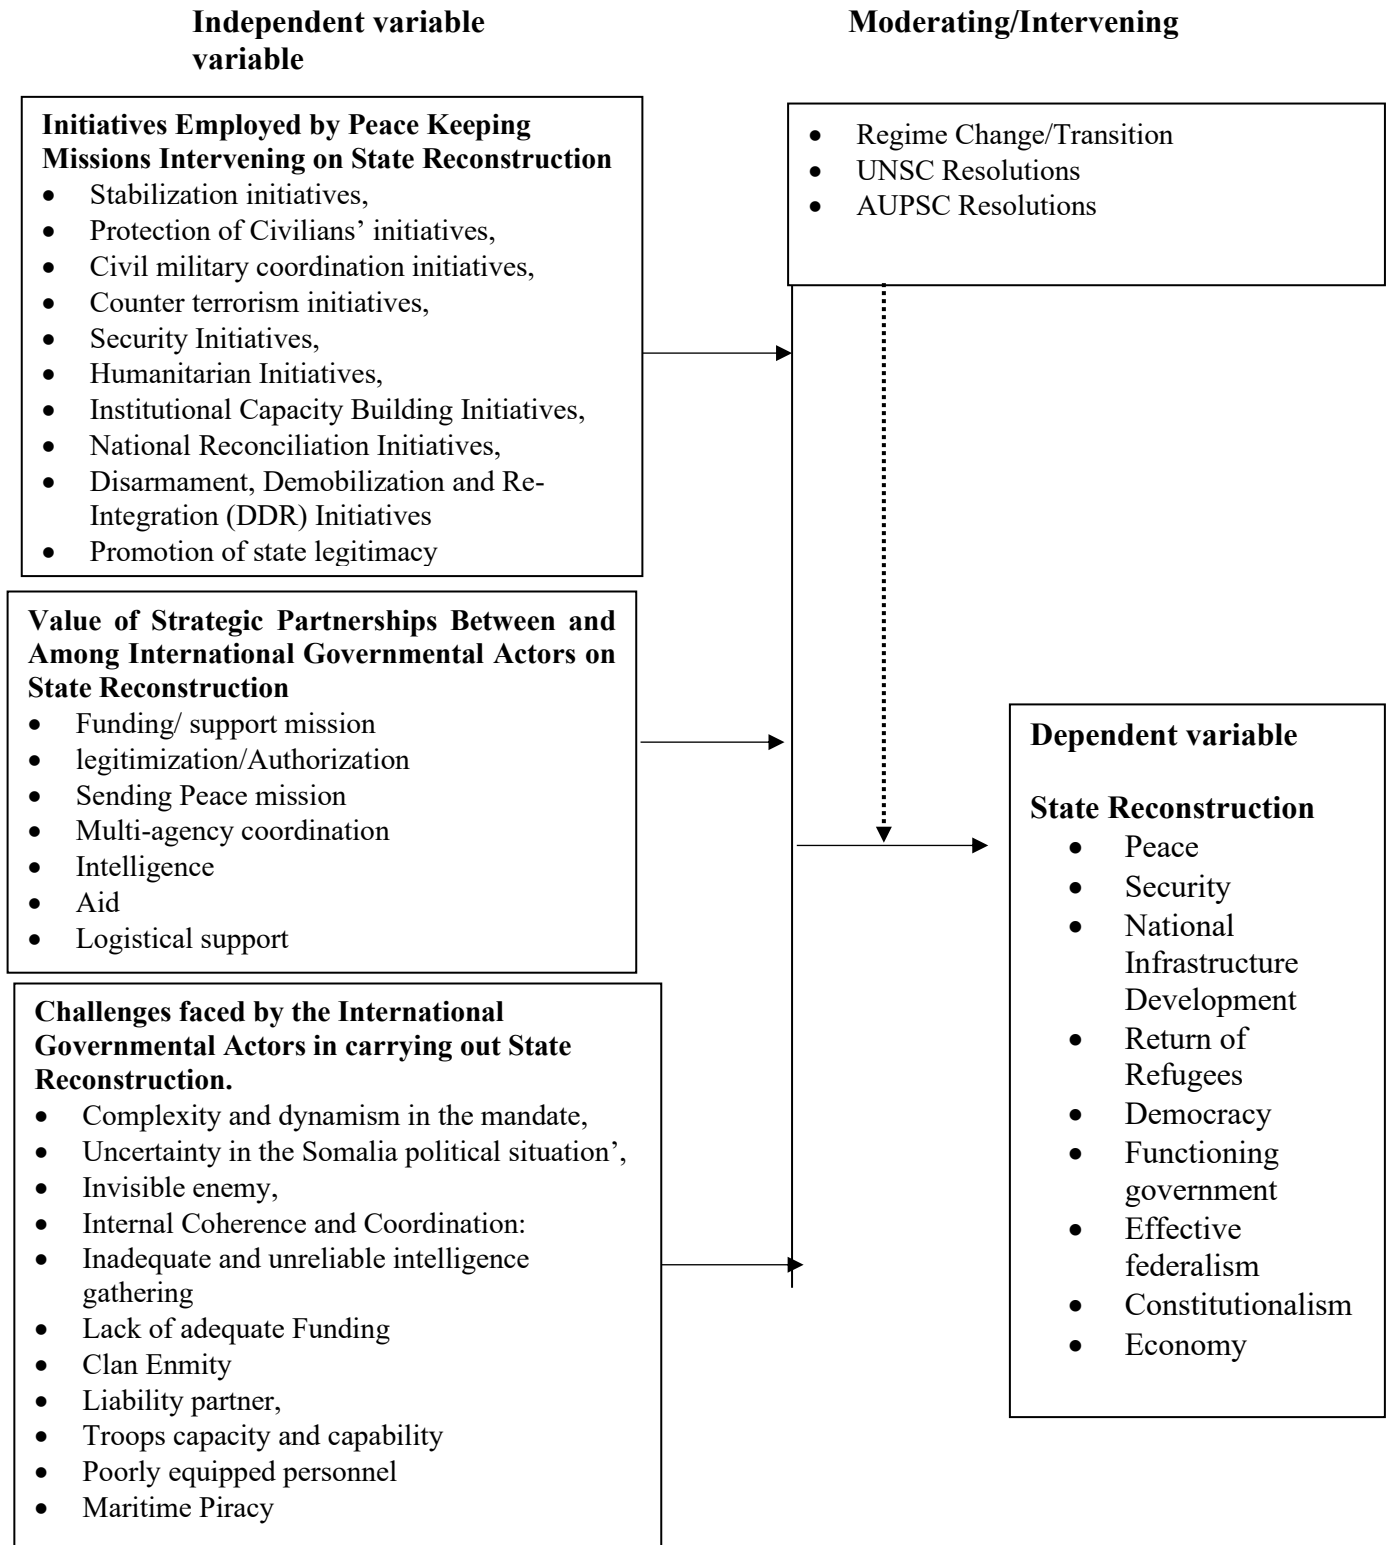 Independent variable
variable
Moderating/Intervening
Initiatives Employed by Peace Keeping
Missions Intervening on State Reconstruction
• Stabilization initiatives,
• Protection of Civilians’ initiatives,
• Civil military coordination initiatives,
• Counter terrorism initiatives,
• Security Initiatives,
• Humanitarian Initiatives,
• Institutional Capacity Building Initiatives,
• National Reconciliation Initiatives,
• Disarmament, Demobilization and Re-
Integration (DDR) Initiatives
• Promotion of state legitimacy
• Regime Change/Transition
• UNSC Resolutions
• AUPSC Resolutions
Value of Strategic Partnerships Between and
Among International Governmental Actors on
State Reconstruction
• Funding/ support mission
• legitimization/Authorization
• Sending Peace mission
• Multi-agency coordination
• Intelligence
• Aid
• Logistical support
Challenges faced by the International
Governmental Actors in carrying out State
Reconstruction.
• Complexity and dynamism in the mandate,
• Uncertainty in the Somalia political situation’,
• Invisible enemy,
• Internal Coherence and Coordination:
• Inadequate and unreliable intelligence
gathering
• Lack of adequate Funding
• Clan Enmity
• Liability partner,
• Troops capacity and capability
• Poorly equipped personnel
• Maritime Piracy
Dependent variable
State Reconstruction
• Peace
• Security
• National
Infrastructure
Development
• Return of
Refugees
• Democracy
• Functioning
government
• Effective
federalism
• Constitutionalism
• Economy